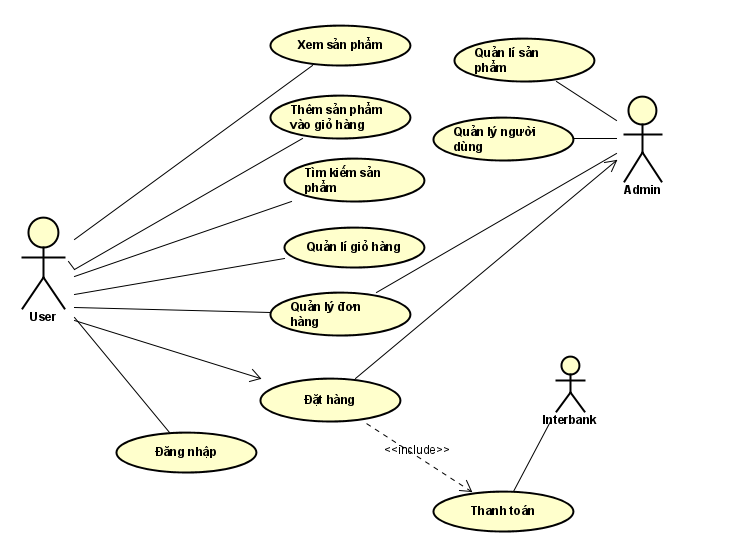 Xem sản phẩm
Quản lí sản
phẩm
Thêm sản phẩm
vào giỏ hàng
Quản lý người
dùng
Tìm kiếm sản
phẩm
Admin
Quản lí giỏ hàng
User
Quản lý đơn
hàng
Đặt hàng
Interbank
Đăng nhập
<<include>>
Thanh toán